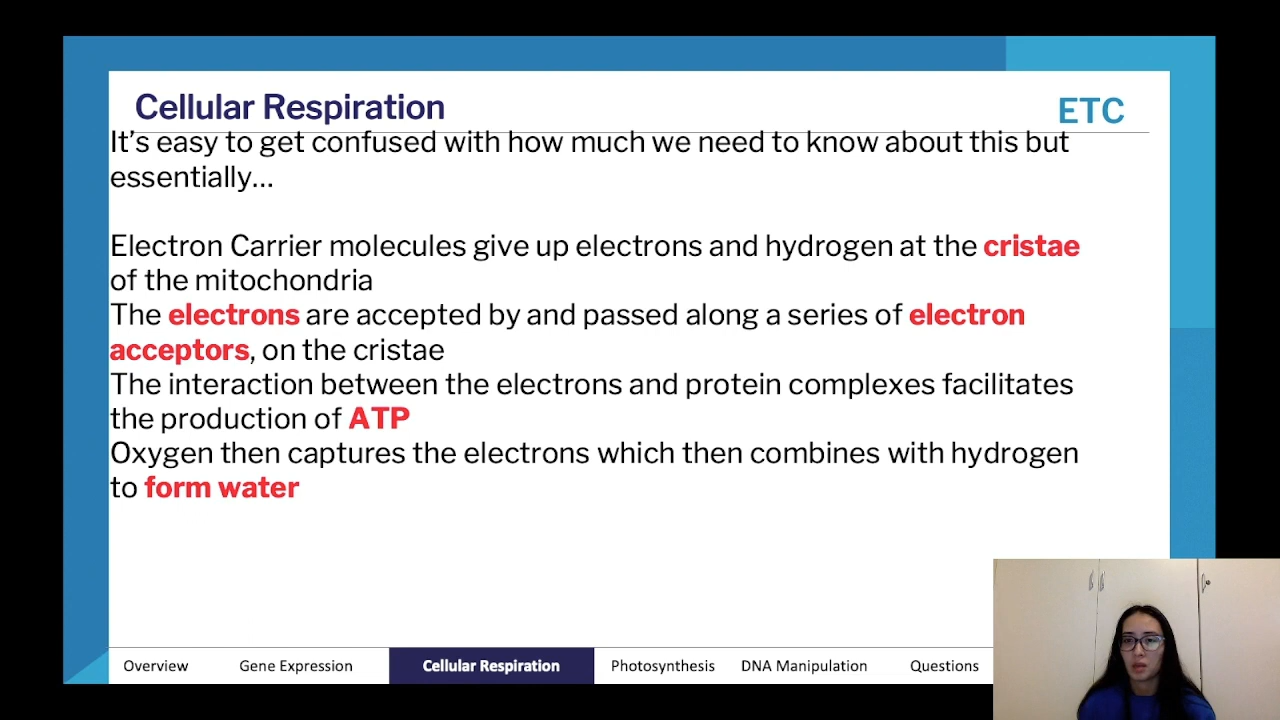 Cellular Respiration
ETC
It’s easy to get confused with how much we need to know about this but
essentially...
Electron Carrier molecules give up electrons and hydrogen at the cristae
of the mitochondria
The electrons are accepted by and passed along a series of electron
acceptors, on the cristae
The interaction between the electrons and protein complexes facilitates
the production of ATP
Oxygen then captures the electrons which then combines with hydrogen
to form water
Overview
Gene Expression
Cellular Respiration
Photosynthesis
DNA Manipulation
Questions